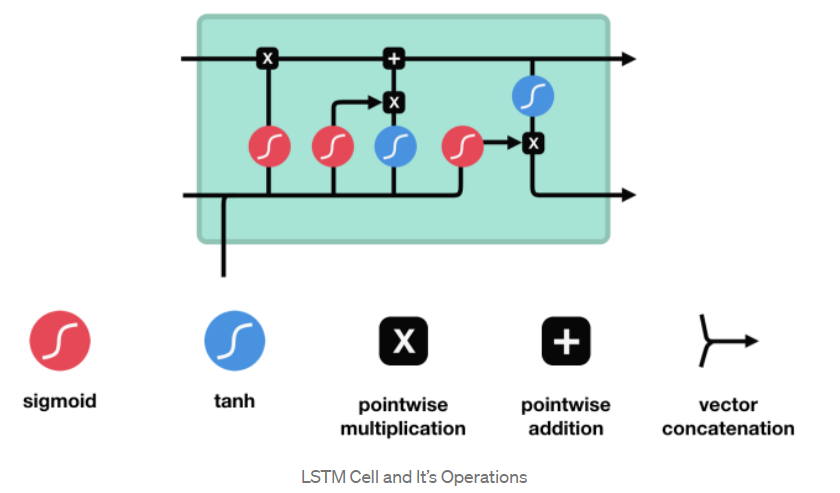 X
+
X
X
X
+
sigmoid
tanh
pointwise
multiplication
pointwise
addition
vector
concatenation
LSTM Cell and It's Operations